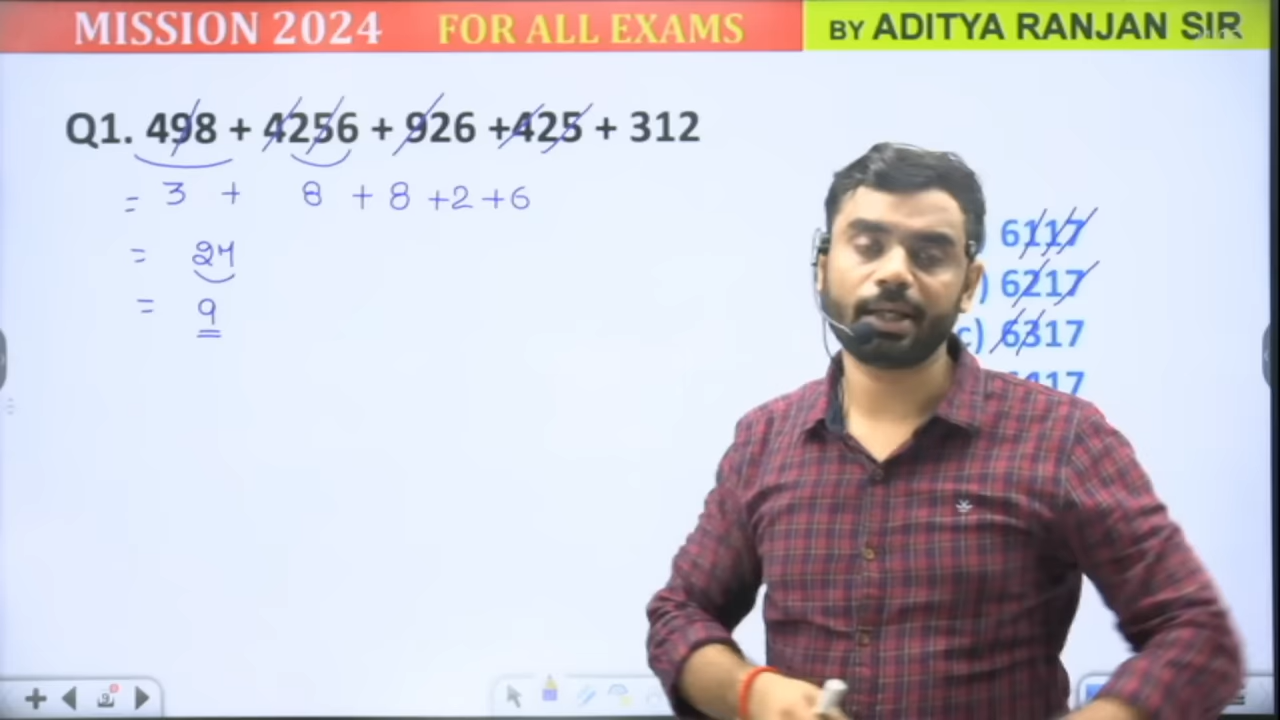 MISSION 2024 FOR ALL EXAMS BY ADITYA RANJAN SIR
Q1. 498 + 4256 + 926 +425 + 312
= 3 + 8 + 8 +2 +6
= 27
= 9
6117
) 6217
c) 6317